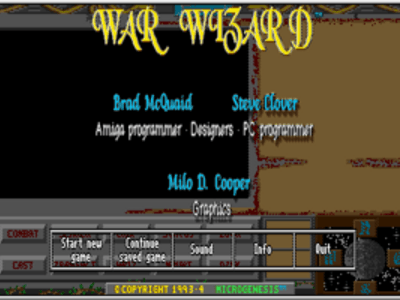 WAR WIZARD
Brad McQuaid Steve Clover
Amiga programmer · Designers · PC programmer
Milo D. Cooper
Graphics
COMBAT
Start new game
Continue saved game
Sound
Info
Quit
CAST
©COPYRIGHT 1993-4 MICROGENESIS